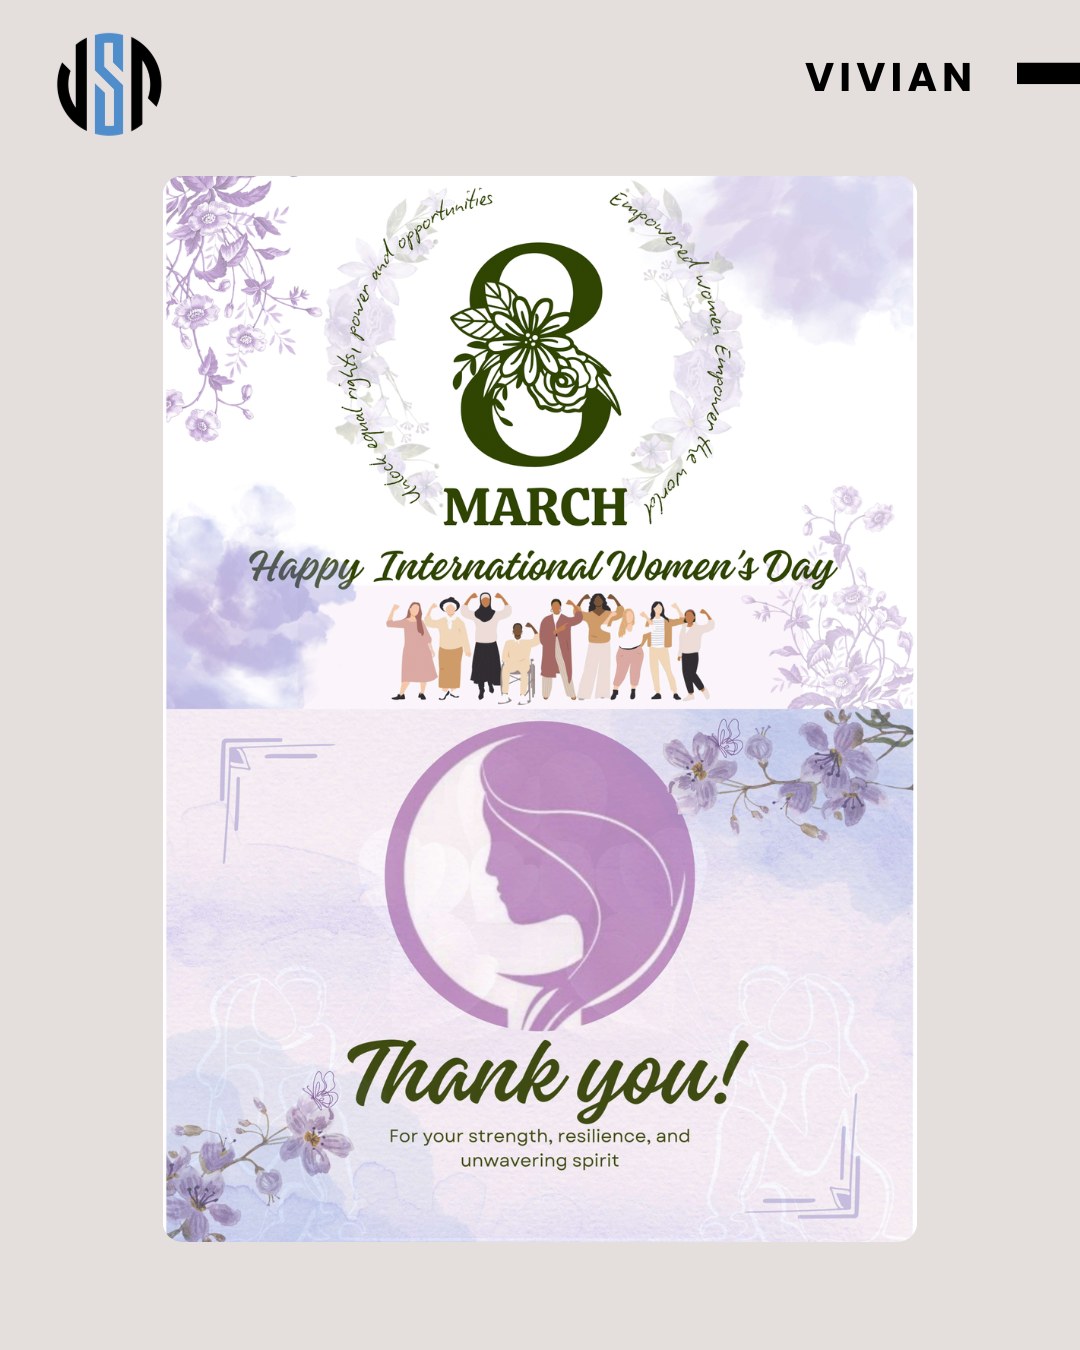 JSP
VIVIAN
Unlock equal rights, power and opportunities
Empowered women Empower the world
8
MARCH
Happy International Women's Day
Thank you!
For your strength, resilience, and
unwavering spirit